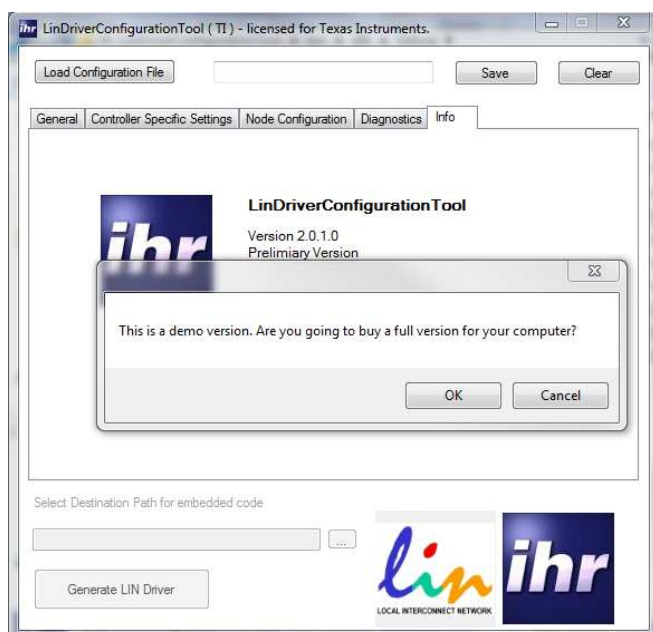 ihr LinDriverConfigurationTool ( TI ) - licensed for Texas Instruments.
Load Configuration File Save Clear
General Controller Specific Settings Node Configuration Diagnostics Info
ihr
LinDriverConfigurationTool
Version 2.0.1.0
Prelimiary Version
This is a demo version. Are you going to buy a full version for your computer?
OK Cancel
Select Destination Path for embedded code
...
Generate LIN Driver
lin
LOCAL INTERCONNECT NETWORK
ihr